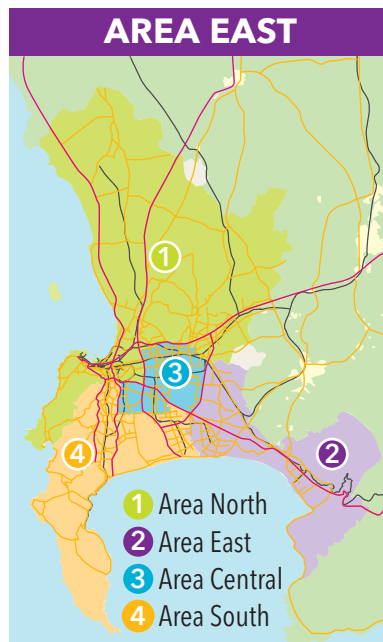 AREA EAST
1
3
2
4
1 Area North
2 Area East
3 Area Central
4 Area South